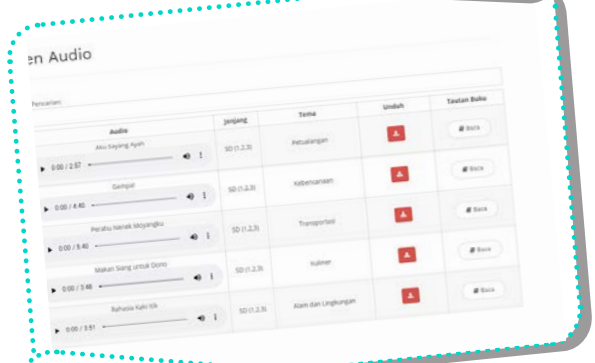 en Audio
Pencarian:
Audio Jenjang Tema Unduh Tautan Buku
Aku Sayang Ayah
0:00 / 2:57 SD (1,2,3) Petualangan Baca
Gempa!
0:00 / 4:40 SD (1,2,3) Kebencanaan Baca
Perahu Nenek Moyangku
0:00 / 5:40 SD (1,2,3) Transportasi Baca
Makan Siang untuk Dono
0:00 / 3:48 SD (1,2,3) Kuliner Baca
Rahasia Kaki Kik
0:00 / 3:51 SD (1,2,3) Alam dan Lingkungan Baca